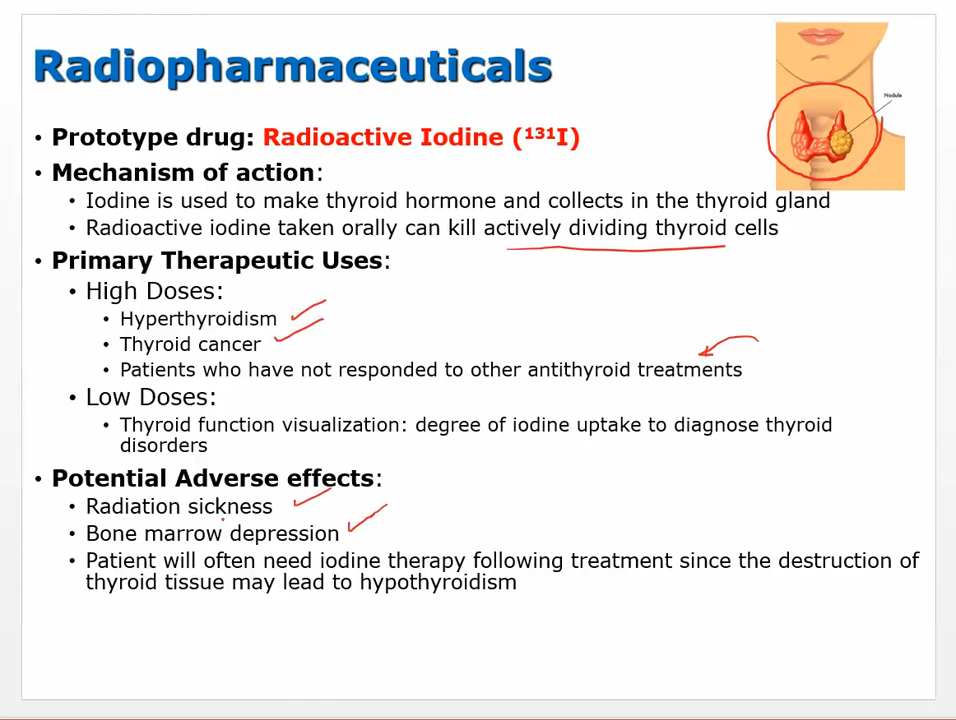 Radiopharmaceuticals
Nodule
• Prototype drug: Radioactive Iodine (¹³¹I)
• Mechanism of action:
• Iodine is used to make thyroid hormone and collects in the thyroid gland
• Radioactive iodine taken orally can kill actively dividing thyroid cells
• Primary Therapeutic Uses:
• High Doses:
• Hyperthyroidism
• Thyroid cancer
• Patients who have not responded to other antithyroid treatments
• Low Doses:
• Thyroid function visualization: degree of iodine uptake to diagnose thyroid
disorders
• Potential Adverse effects:
• Radiation sickness
• Bone marrow depression
• Patient will often need iodine therapy following treatment since the destruction of
thyroid tissue may lead to hypothyroidism